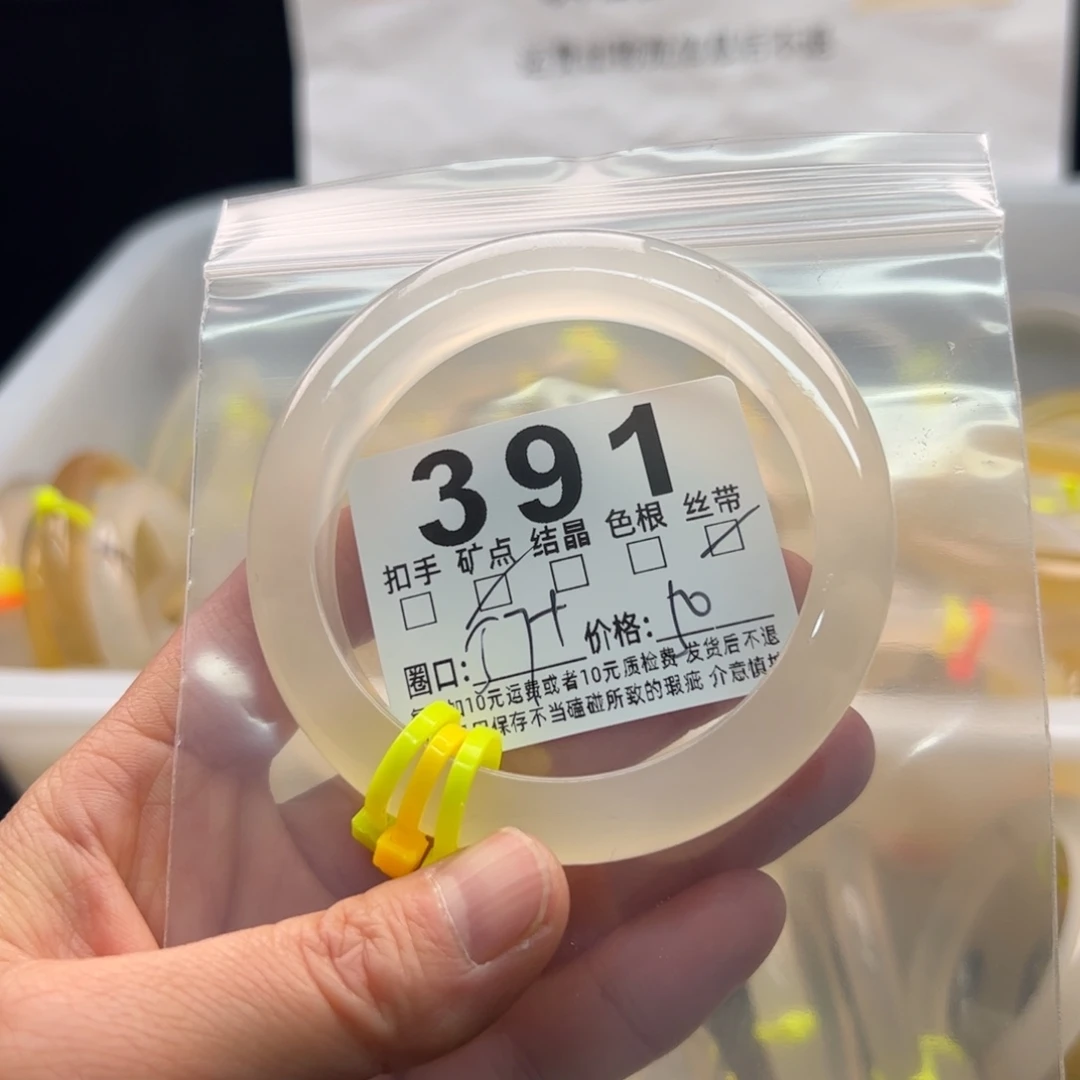 391
扣手 矿点 结晶 色根 丝带
圈口: 价格: 50
加10元运费或者10元质检费 发货后不退
保存不当磕碰所致的瑕疵 介意慎拍